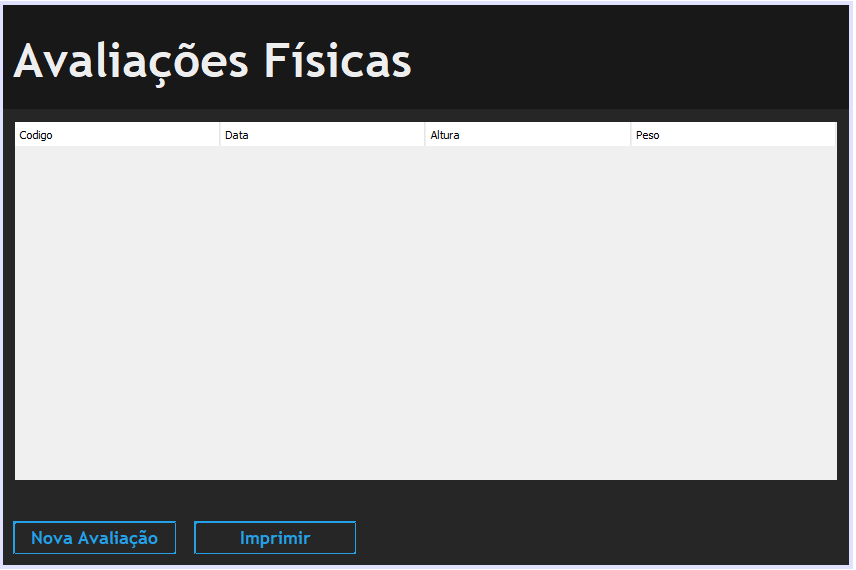 Avaliações Físicas
Codigo Data Altura Peso
Nova Avaliação Imprimir